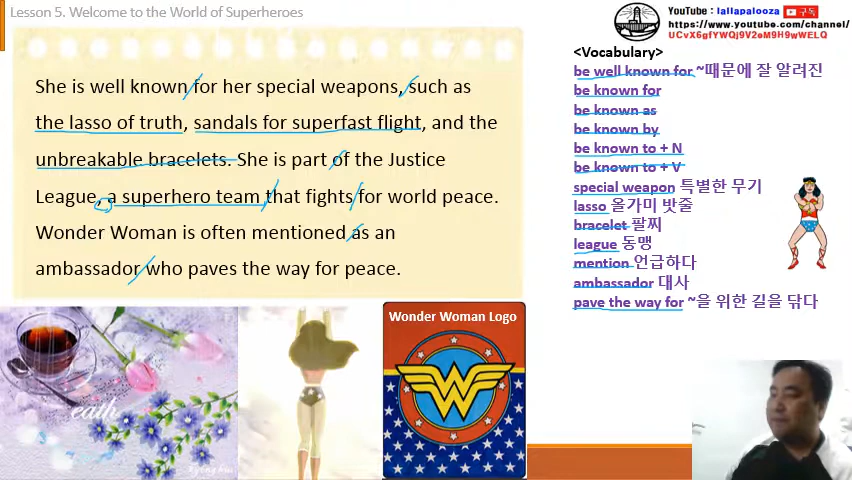 Lesson 5. Welcome to the World of Superheroes
She is well known for her special weapons, such as
the lasso of truth, sandals for superfast flight, and the
unbreakable bracelets. She is part of the Justice
League, a superhero team that fights for world peace.
Wonder Woman is often mentioned as an
ambassador who paves the way for peace.
YouTube : lallapalooza 구독
https://www.youtube.com/channel/
UCvX6gfYWQj9V2eM9H9wWELQ
<Vocabulary>
be well known for ~때문에 잘 알려진
be known for
be known as
be known by
be known to + N
be known to + V
special weapon 특별한 무기
lasso 올가미 밧줄
bracelet 팔찌
league 동맹
mention 언급하다
ambassador 대사
pave the way for ~을 위한 길을 닦다
Wonder Woman Logo